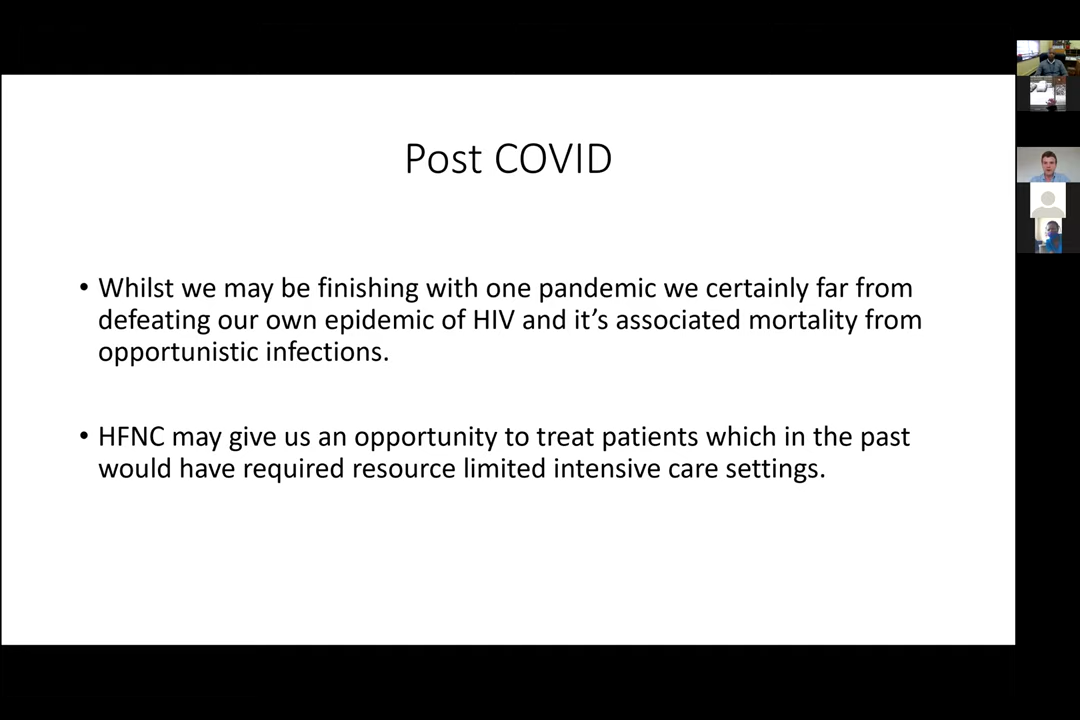 Post COVID
• Whilst we may be finishing with one pandemic we certainly far from
defeating our own epidemic of HIV and it’s associated mortality from
opportunistic infections.
• HFNC may give us an opportunity to treat patients which in the past
would have required resource limited intensive care settings.